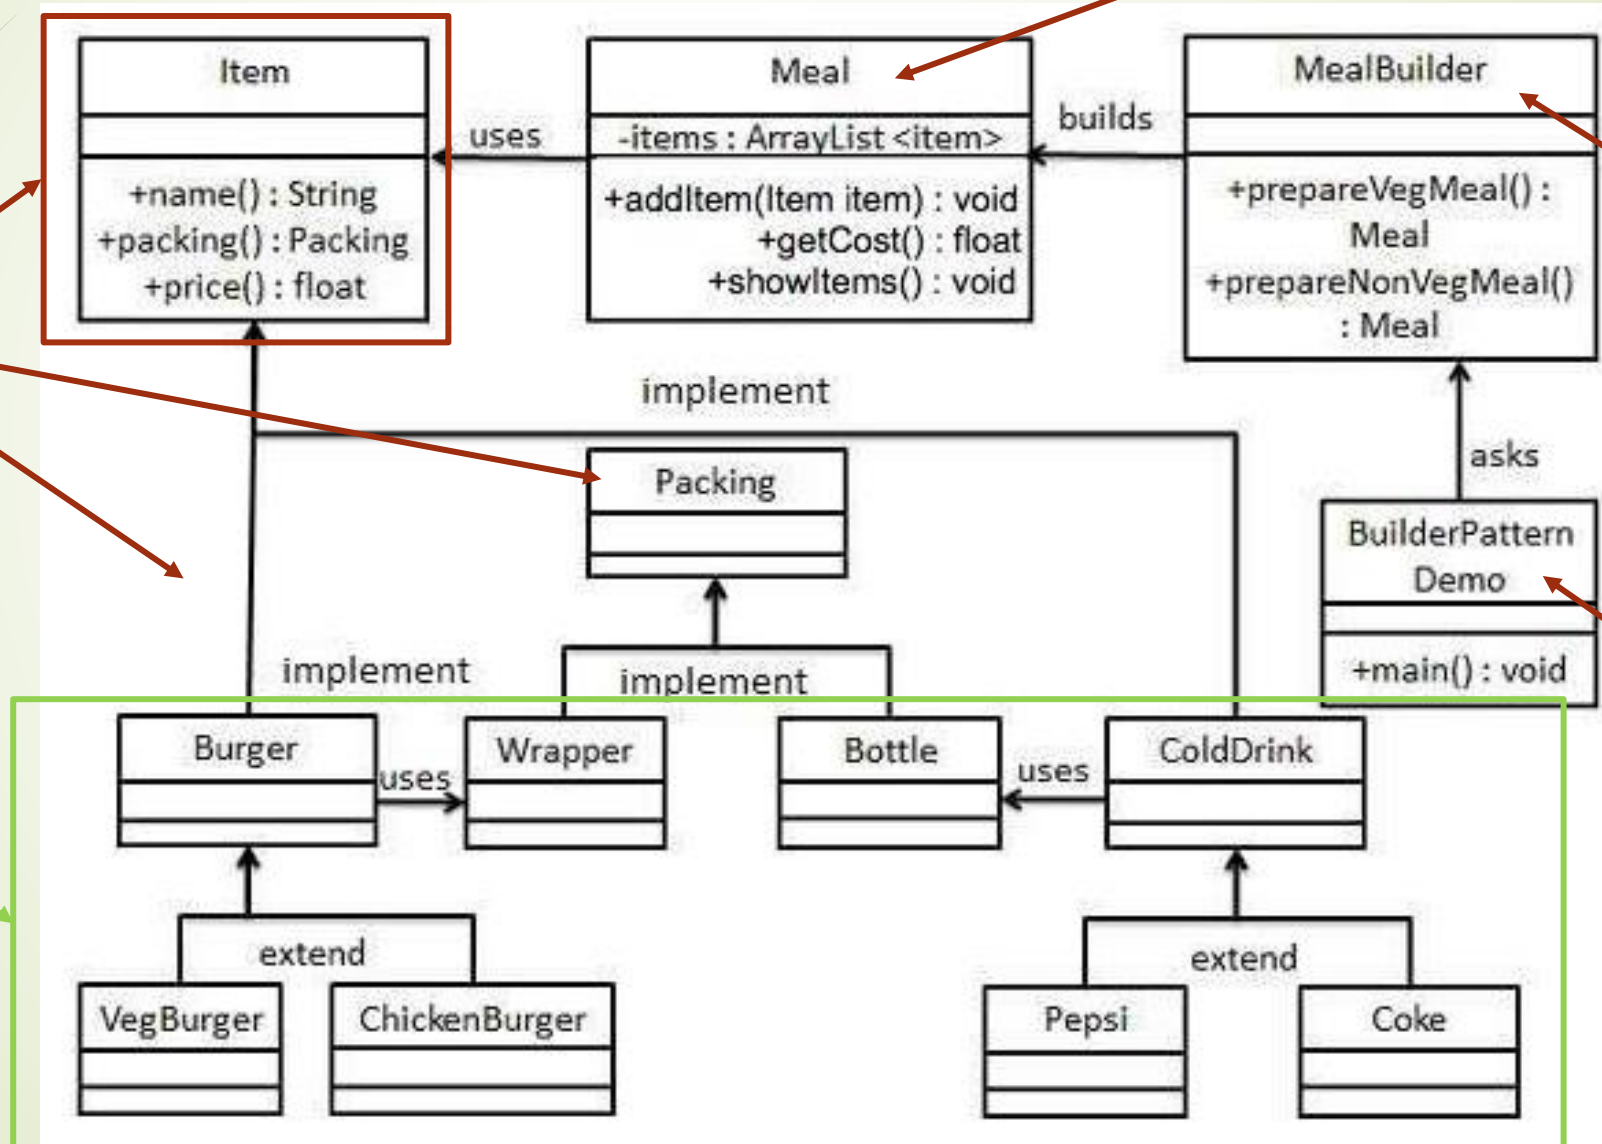 Item
+name() : String
+packing() : Packing
+price() : float
uses
Meal
-items : ArrayList <item>
+addItem(Item item) : void
+getCost() : float
+showItems() : void
builds
MealBuilder
+prepareVegMeal() :
Meal
+prepareNonVegMeal()
: Meal
implement
asks
Packing
BuilderPattern
Demo
+main() : void
implement
implement
Burger
uses
Wrapper
Bottle
uses
ColdDrink
extend
extend
VegBurger
ChickenBurger
Pepsi
Coke